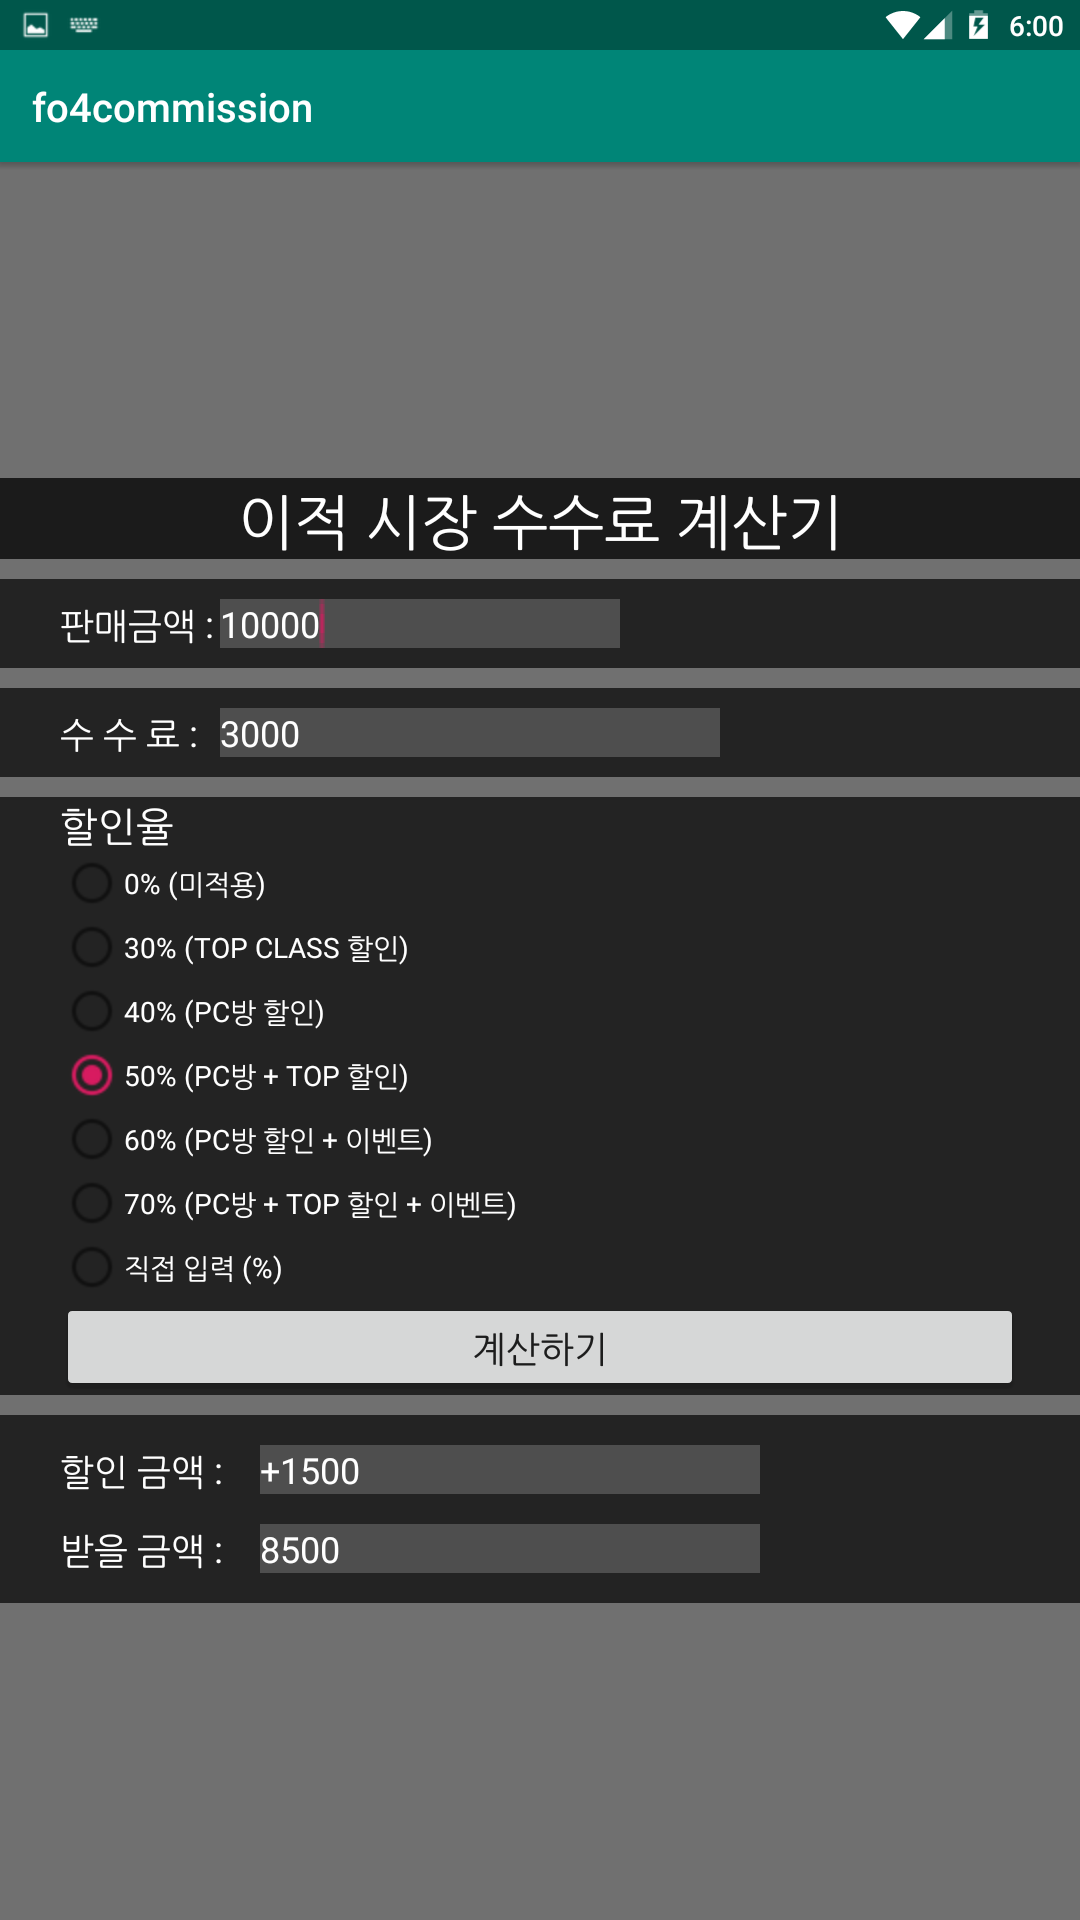 6:00
fo4commission
이적 시장 수수료 계산기
판매금액 : 10000
수 수 료 : 3000
할인율
0% (미적용)
30% (TOP CLASS 할인)
40% (PC방 할인)
50% (PC방 + TOP 할인)
60% (PC방 할인 + 이벤트)
70% (PC방 + TOP 할인 + 이벤트)
직접 입력 (%)
계산하기
할인 금액 : +1500
받을 금액 : 8500